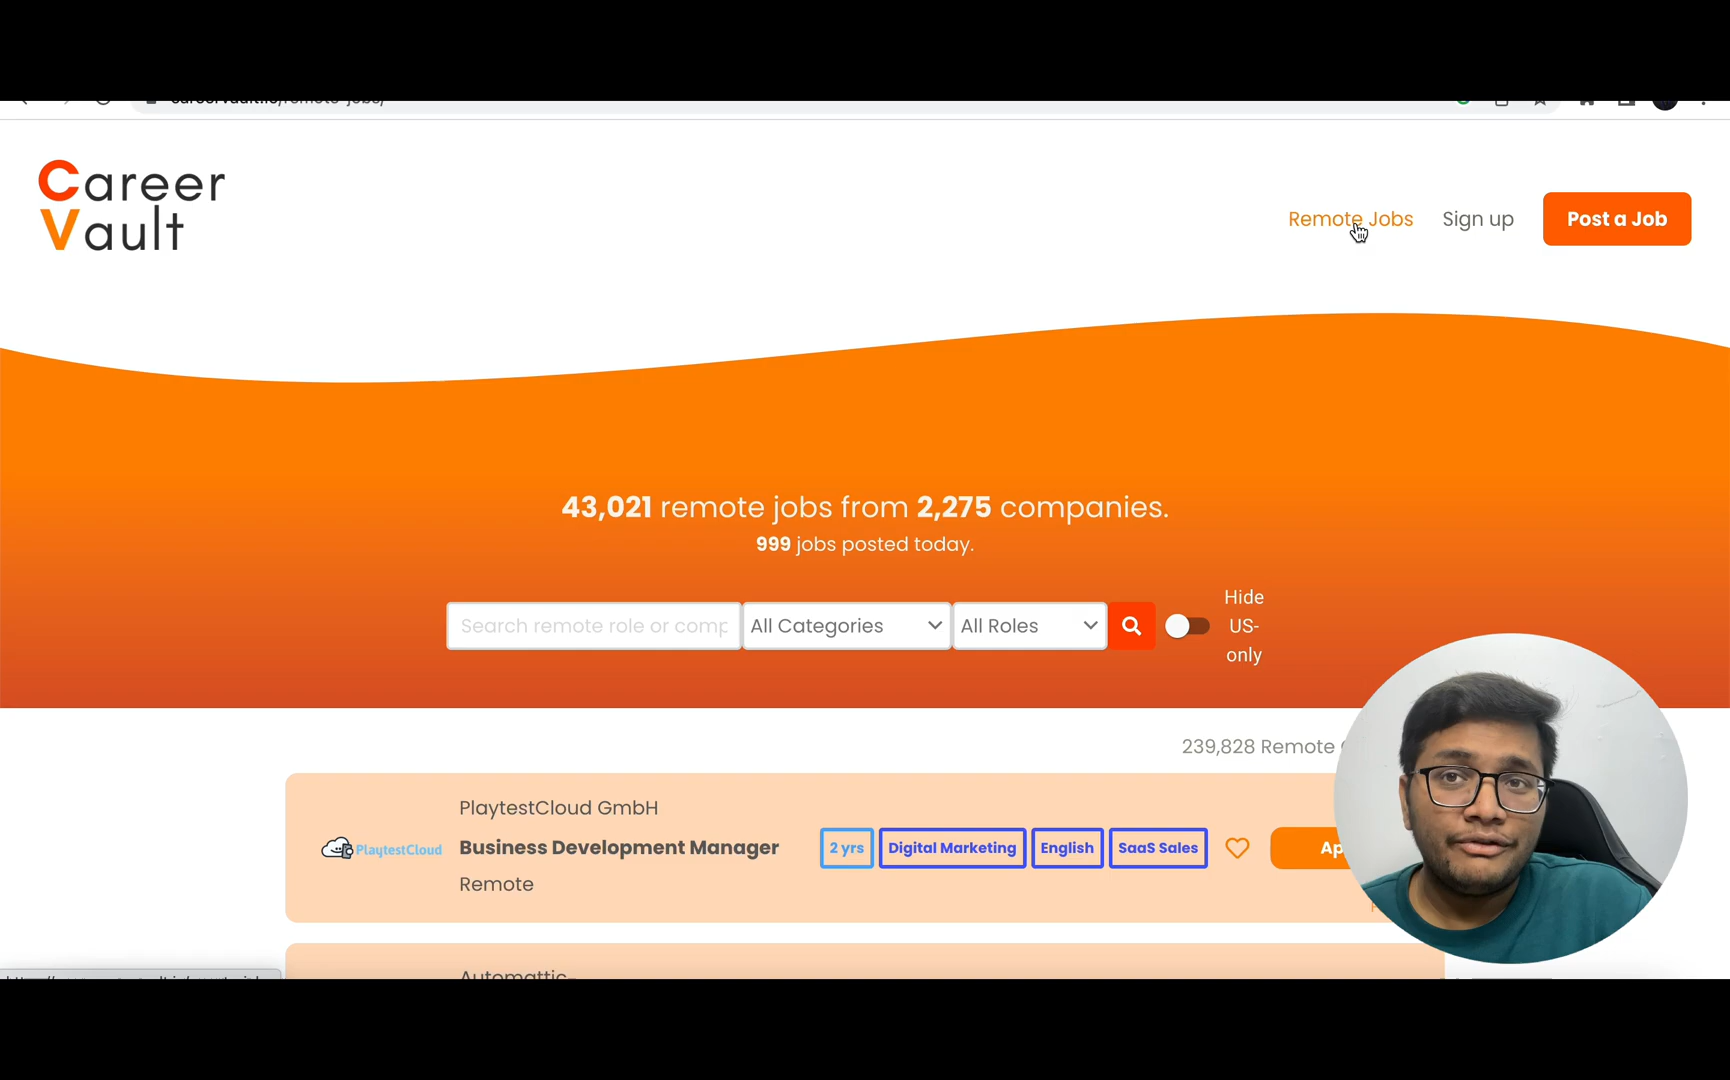 Career
Vault
Remote Jobs
Sign up
Post a Job
43,021 remote jobs from 2,275 companies.
999 jobs posted today.
Search remote role or comp
All Categories
All Roles
Hide
US-
only
239,828 Remote
PlaytestCloud GmbH
PlaytestCloud
Business Development Manager
2 yrs
Digital Marketing
English
SaaS Sales
Ap
Remote